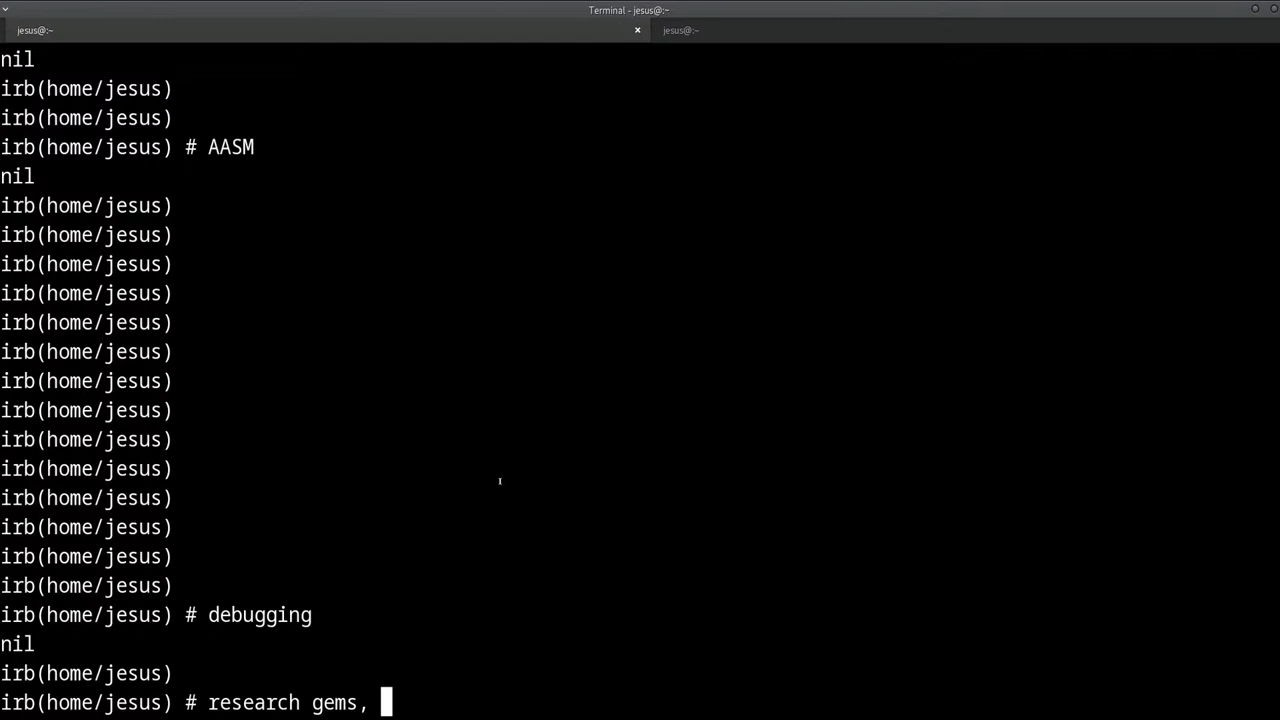 Terminal - jesus@:~
jesus@:~ × jesus@:~
nil
irb(home/jesus)
irb(home/jesus)
irb(home/jesus) # AASM
nil
irb(home/jesus)
irb(home/jesus)
irb(home/jesus)
irb(home/jesus)
irb(home/jesus)
irb(home/jesus)
irb(home/jesus)
irb(home/jesus)
irb(home/jesus)
irb(home/jesus)
irb(home/jesus)
irb(home/jesus)
irb(home/jesus)
irb(home/jesus)
irb(home/jesus) # debugging
nil
irb(home/jesus)
irb(home/jesus) # research gems,